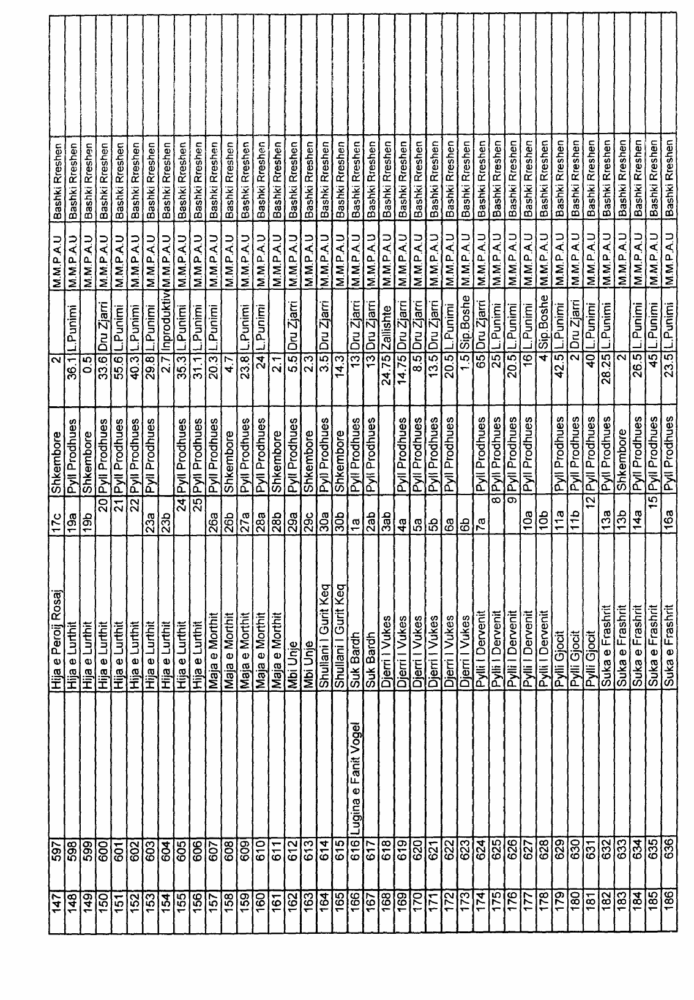 147 597 Hija e Peroij Rosaj 17c Shkembore 2 M.M.P.A.U Bashki Rreshen
148 598 Hija e Lurthit 19a Pyll Prodhues 36.1 L.Punimi M.M.P.A.U Bashki Rreshen
149 599 Hija e Lurthit 19b Shkembore 0.5 M.M.P.A.U Bashki Rreshen
150 600 Hija e Lurthit 20 Pyll Prodhues 33.6 Dru Zjarri M.M.P.A.U Bashki Rreshen
151 601 Hija e Lurthit 21 Pyll Prodhues 55.6 L.Punimi M.M.P.A.U Bashki Rreshen
152 602 Hija e Lurthit 22 Pyll Prodhues 40.3 L.Punimi M.M.P.A.U Bashki Rreshen
153 603 Hija e Lurthit 23a Pyll Prodhues 29.8 L.Punimi M.M.P.A.U Bashki Rreshen
154 604 Hija e Lurthit 23b 2.7 Inproduktive M.M.P.A.U Bashki Rreshen
155 605 Hija e Lurthit 24 Pyll Prodhues 35.3 L.Punimi M.M.P.A.U Bashki Rreshen
156 606 Hija e Lurthit 25 Pyll Prodhues 31.1 L.Punimi M.M.P.A.U Bashki Rreshen
157 607 Maja e Morthit 26a Pyll Prodhues 20.3 L.Punimi M.M.P.A.U Bashki Rreshen
158 608 Maja e Morthit 26b Shkembore 4.7 M.M.P.A.U Bashki Rreshen
159 609 Maja e Morthit 27a Pyll Prodhues 23.8 L.Punimi M.M.P.A.U Bashki Rreshen
160 610 Maja e Morthit 28a Pyll Prodhues 24 L.Punimi M.M.P.A.U Bashki Rreshen
161 611 Maja e Morthit 28b Shkembore 2.1 M.M.P.A.U Bashki Rreshen
162 612 Mbi Unje 29a Pyll Prodhues 5.5 Dru Zjarri M.M.P.A.U Bashki Rreshen
163 613 Mbi Unje 29c Shkembore 2.3 M.M.P.A.U Bashki Rreshen
164 614 Shullani I Gurit Keq 30a Pyll Prodhues 3.5 Dru Zjarri M.M.P.A.U Bashki Rreshen
165 615 Shullani I Gurit Keq 30b Shkembore 14.3 M.M.P.A.U Bashki Rreshen
166 616 Lugina e Fanit Vogel Suk Bardh 1a Pyll Prodhues 13 Dru Zjarri M.M.P.A.U Bashki Rreshen
167 617 Suk Bardh 2ab Pyll Prodhues 13 Dru Zjarri M.M.P.A.U Bashki Rreshen
168 618 Djerri I Vukes 3ab 24.75 Zallishte M.M.P.A.U Bashki Rreshen
169 619 Djerri I Vukes 4a Pyll Prodhues 14.75 Dru Zjarri M.M.P.A.U Bashki Rreshen
170 620 Djerri I Vukes 5a Pyll Prodhues 8.5 Dru Zjarri M.M.P.A.U Bashki Rreshen
171 621 Djerri I Vukes 5b Pyll Prodhues 13.5 Dru Zjarri M.M.P.A.U Bashki Rreshen
172 622 Djerri I Vukes 6a Pyll Prodhues 20.5 L.Punimi M.M.P.A.U Bashki Rreshen
173 623 Djerri I Vukes 6b 1.5 Sip.Boshe M.M.P.A.U Bashki Rreshen
174 624 Pylli I Dervenit 7a Pyll Prodhues 65 Dru Zjarri M.M.P.A.U Bashki Rreshen
175 625 Pylli I Dervenit 8 Pyll Prodhues 25 L.Punimi M.M.P.A.U Bashki Rreshen
176 626 Pylli I Dervenit 9 Pyll Prodhues 20.5 L.Punimi M.M.P.A.U Bashki Rreshen
177 627 Pylli I Dervenit 10a Pyll Prodhues 16 L.Punimi M.M.P.A.U Bashki Rreshen
178 628 Pylli I Dervenit 10b 4 Sip.Boshe M.M.P.A.U Bashki Rreshen
179 629 Pylli Gjocit 11a Pyll Prodhues 42.5 L.Punimi M.M.P.A.U Bashki Rreshen
180 630 Pylli Gjocit 11b Pyll Prodhues 2 Dru Zjarri M.M.P.A.U Bashki Rreshen
181 631 Pylli Gjocit 12 Pyll Prodhues 40 L.Punimi M.M.P.A.U Bashki Rreshen
182 632 Suka e Frashrit 13a Pyll Prodhues 28.25 L.Punimi M.M.P.A.U Bashki Rreshen
183 633 Suka e Frashrit 13b Shkembore 2 M.M.P.A.U Bashki Rreshen
184 634 Suka e Frashrit 14a Pyll Prodhues 26.5 L.Punimi M.M.P.A.U Bashki Rreshen
185 635 Suka e Frashrit 15 Pyll Prodhues 45 L.Punimi M.M.P.A.U Bashki Rreshen
186 636 Suka e Frashrit 16a Pyll Prodhues 23.5 L.Punimi M.M.P.A.U Bashki Rreshen